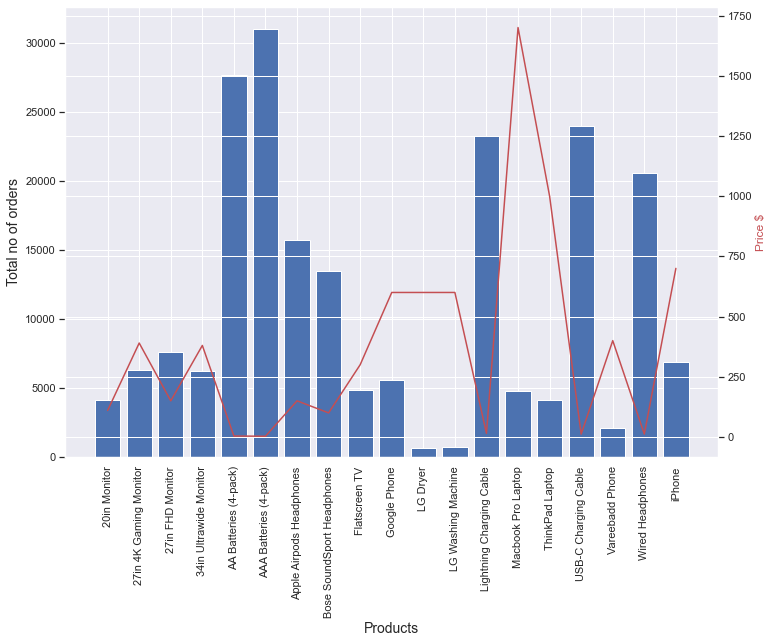 Total no of orders
30000
25000
20000
15000
10000
5000
0
1750
1500
1250
1000
750
500
250
0
Price $
20in Monitor
27in 4K Gaming Monitor
27in FHD Monitor
34in Ultrawide Monitor
AA Batteries (4-pack)
AAA Batteries (4-pack)
Apple Airpods Headphones
Bose SoundSport Headphones
Flatscreen TV
Google Phone
LG Dryer
LG Washing Machine
Lightning Charging Cable
Macbook Pro Laptop
ThinkPad Laptop
USB-C Charging Cable
Vareebadd Phone
Wired Headphones
iPhone
Products